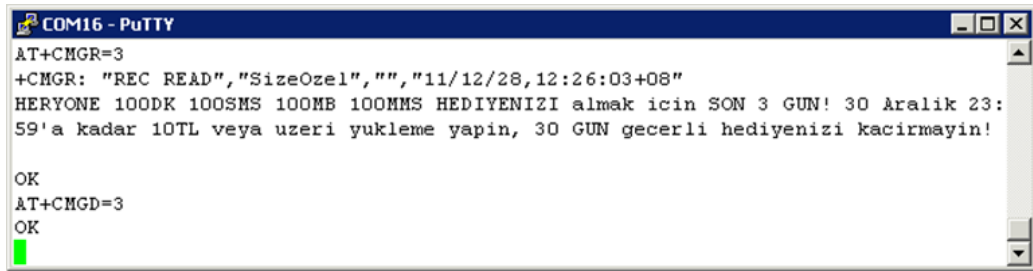 COM16 - PuTTY
AT+CMGR=3
+CMGR: "REC READ","SizeOzel","","11/12/28,12:26:03+08"
HERYONE 100DK 100SMS 100MB 100MMS HEDIYENIZI almak icin SON 3 GUN! 30 Aralik 23:
59'a kadar 10TL veya uzeri yukleme yapin, 30 GUN gecerli hediyenizi kacirmayin!
OK
AT+CMGD=3
OK